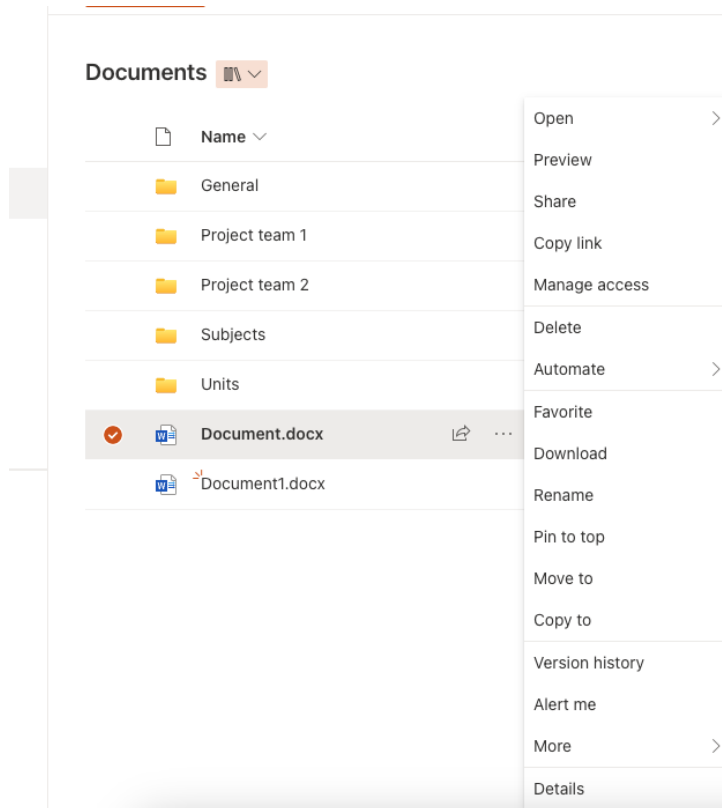 Documents
Name
General
Project team 1
Project team 2
Subjects
Units
Document.docx
Document1.docx
Open
Preview
Share
Copy link
Manage access
Delete
Automate
Favorite
Download
Rename
Pin to top
Move to
Copy to
Version history
Alert me
More
Details